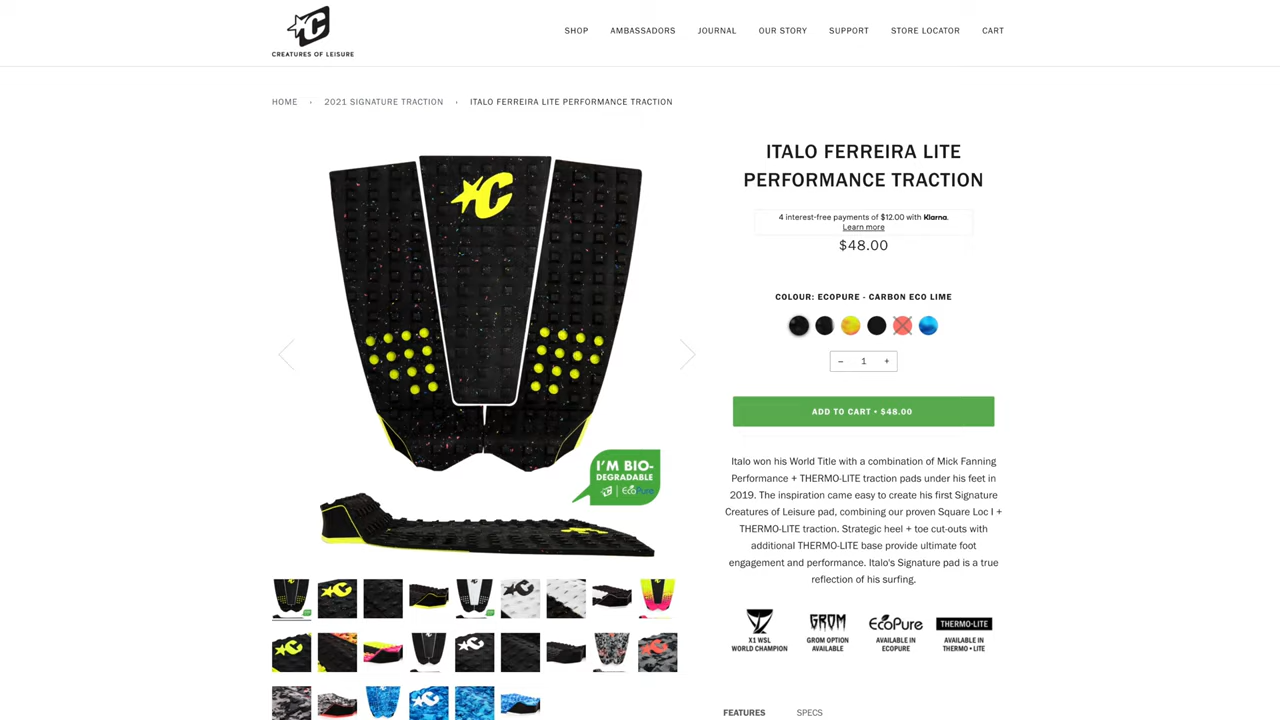 CREATURES OF LEISURE
SHOP
AMBASSADORS
JOURNAL
OUR STORY
SUPPORT
STORE LOCATOR
CART
HOME › 2021 SIGNATURE TRACTION › ITALO FERREIRA LITE PERFORMANCE TRACTION
I'M BIO-
DEGRADABLE
EcoPure
ITALO FERREIRA LITE
PERFORMANCE TRACTION
4 interest-free payments of $12.00 with Klarna.
Learn more
$48.00
COLOUR: ECOPURE - CARBON ECO LIME
− 1 +
ADD TO CART • $48.00
Italo won his World Title with a combination of Mick Fanning
Performance + THERMO-LITE traction pads under his feet in
2019. The inspiration came easy to create his first Signature
Creatures of Leisure pad, combining our proven Square Loc I +
THERMO-LITE traction. Strategic heel + toe cut-outs with
additional THERMO-LITE base provide ultimate foot
engagement and performance. Italo's Signature pad is a true
reflection of his surfing.
X1 WSL
WORLD CHAMPION
GROM
GROM OPTION
AVAILABLE
EcoPure
AVAILABLE IN
ECOPURE
THERMO-LITE
AVAILABLE IN
THERMO•LITE
FEATURES
SPECS